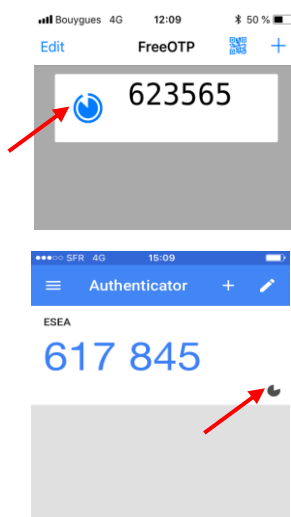 Bouygues 4G 12:09 50 %
Edit FreeOTP
623565
SFR 4G 15:09
Authenticator
ESEA
617 845